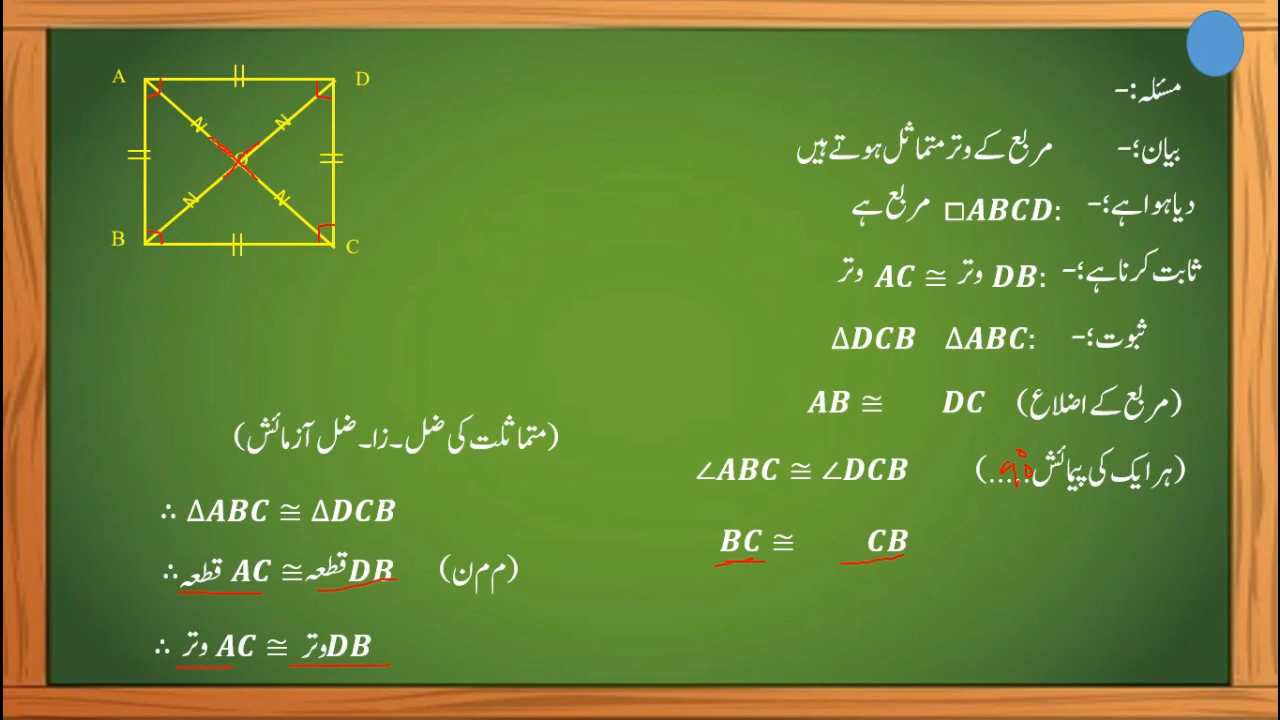 مسئلہ:-
بیان؛- مربع کے وتر متماثل ہوتے ہیں
دیا ہوا ہے؛- :□ABCD مربع ہے
ثابت کرنا ہے؛- :وتر AC ≅ وتر DB
ثبوت؛- :ΔABC ΔDCB
AB ≅ DC (مربع کے اضلاع)
∠ABC ≅ ∠DCB (ہر ایک کی پیمائش 90°.....)
BC ≅ CB
(متماثلت کی ضل۔زا۔ضل آزمائش)
∴ ΔABC ≅ ΔDCB
∴ قطعہ AC ≅ قطعہ DB (م م ن)
∴ وتر AC ≅ وتر DB
A D
B C